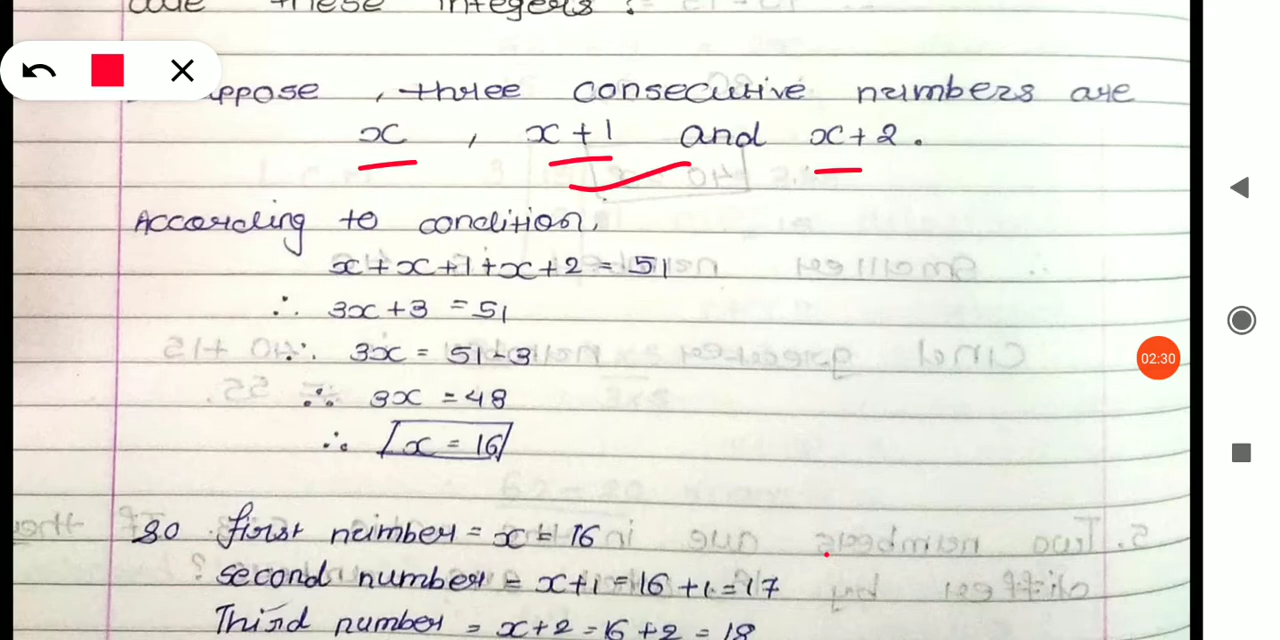 these integers ?
, three consecutive numbers are
x , x+1 and x+2 .
According to condition,
x+x+1+x+2 = 51
∴ 3x+3 = 51
∴ 3x = 51-3
∴ 3x = 48
∴ x = 16
So first number = x = 16
second number = x+1 = 16+1 = 17
Third number = x+2 = 16+2 = 18
02:30